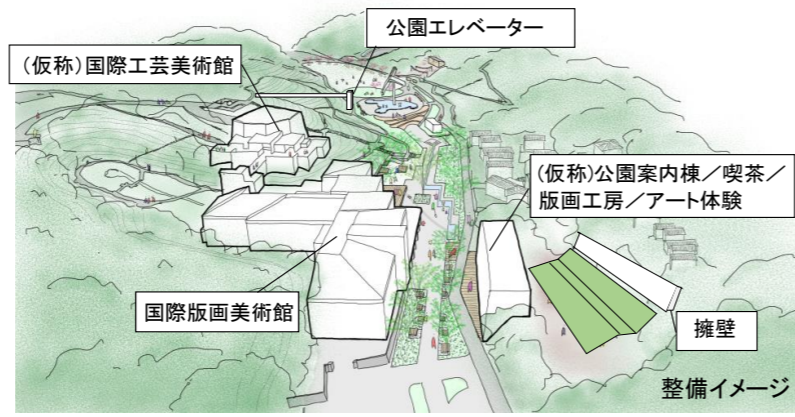 公園エレベーター
(仮称)国際工芸美術館
(仮称)公園案内棟／喫茶／
版画工房／アート体験
国際版画美術館
擁壁
整備イメージ